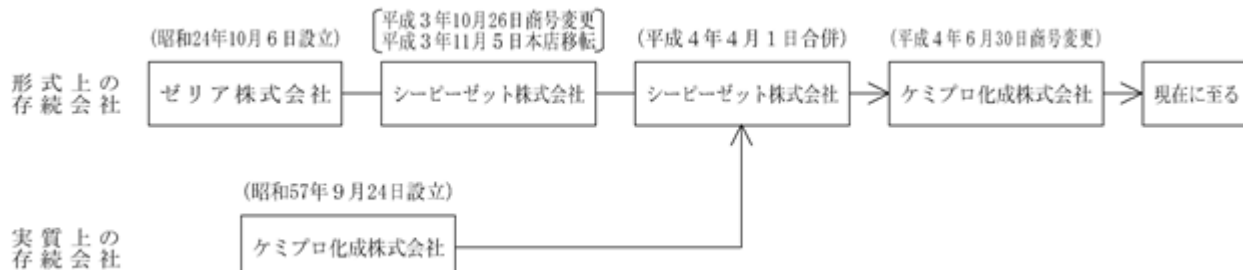 平成3年10月26日商号変更
(昭和24年10月6日設立)
平成3年11月5日本店移転
(平成4年4月1日合併)
(平成4年6月30日商号変更)
形式上の
存続会社
ゼリア株式会社
シーピーゼット株式会社
シーピーゼット株式会社
ケミプロ化成株式会社
現在に至る
(昭和57年9月24日設立)
実質上の
存続会社
ケミプロ化成株式会社